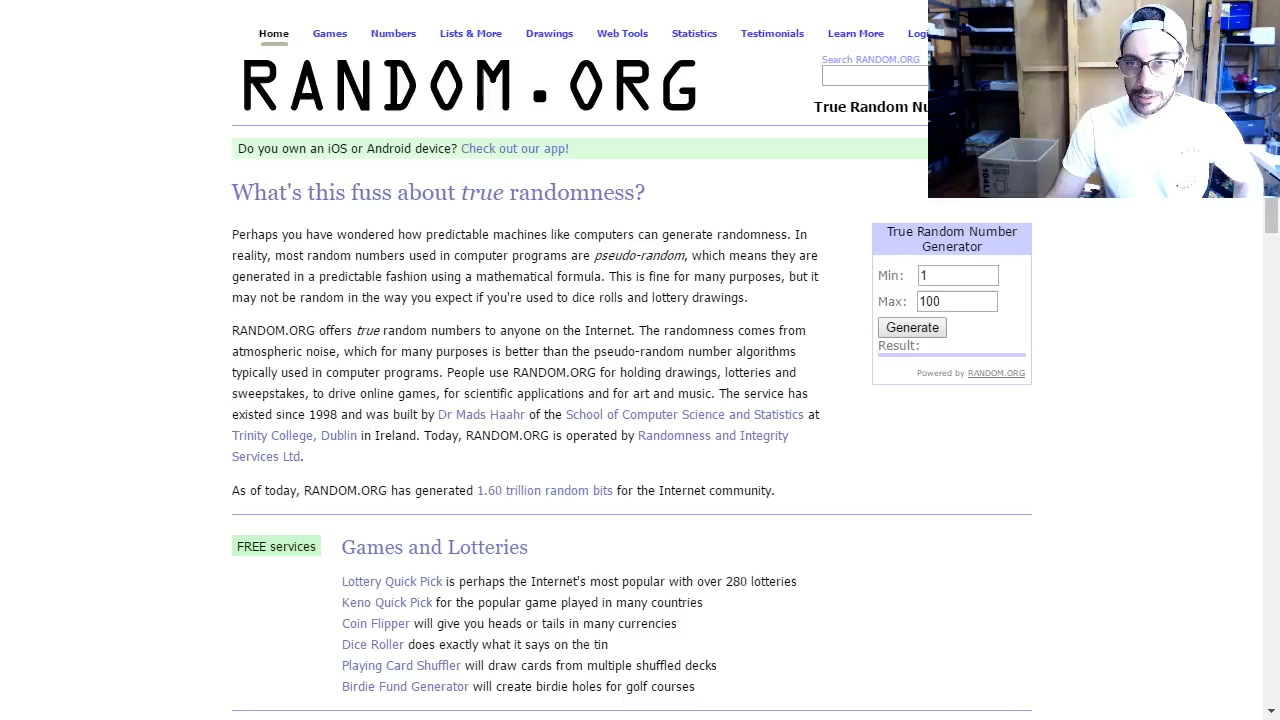 Home Games Numbers Lists & More Drawings Web Tools Statistics Testimonials Learn More
RANDOM.ORG
Search RANDOM.ORG
True Random
Do you own an iOS or Android device? Check out our app!
What's this fuss about true randomness?
Perhaps you have wondered how predictable machines like computers can generate randomness. In
reality, most random numbers used in computer programs are pseudo-random, which means they are
generated in a predictable fashion using a mathematical formula. This is fine for many purposes, but it
may not be random in the way you expect if you're used to dice rolls and lottery drawings.
RANDOM.ORG offers true random numbers to anyone on the Internet. The randomness comes from
atmospheric noise, which for many purposes is better than the pseudo-random number algorithms
typically used in computer programs. People use RANDOM.ORG for holding drawings, lotteries and
sweepstakes, to drive online games, for scientific applications and for art and music. The service has
existed since 1998 and was built by Dr Mads Haahr of the School of Computer Science and Statistics at
Trinity College, Dublin in Ireland. Today, RANDOM.ORG is operated by Randomness and Integrity
Services Ltd.
As of today, RANDOM.ORG has generated 1.60 trillion random bits for the Internet community.
True Random Number
Generator
Min: 1
Max: 100
Generate
Result:
Powered by RANDOM.ORG
FREE services
Games and Lotteries
Lottery Quick Pick is perhaps the Internet's most popular with over 280 lotteries
Keno Quick Pick for the popular game played in many countries
Coin Flipper will give you heads or tails in many currencies
Dice Roller does exactly what it says on the tin
Playing Card Shuffler will draw cards from multiple shuffled decks
Birdie Fund Generator will create birdie holes for golf courses